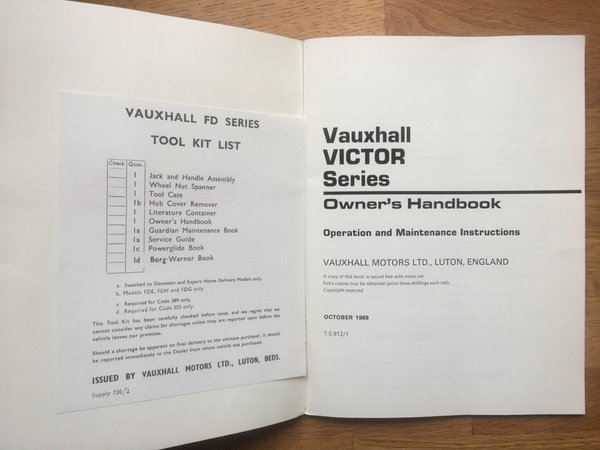 VAUXHALL FD SERIES
TOOL KIT LIST
Check Quan.
1 Jack and Handle Assembly
1 Wheel Nut Spanner
1 Tool Case
1b Hub Cover Remover
1 Literature Container
1 Owner's Handbook
1a Guardian Maintenance Book
1a Service Guide
1c Powerglide Book
1d Borg-Warner Book
a. Supplied to Domestic and Export Home Delivery Models only.
b. Models FDE, FDH and FDG only.
c. Required for Code 389 only.
d. Required for Code 305 only.
This Tool Kit has been carefully checked before issue, and we regret that we
cannot consider any claims for shortages unless they are reported upon before the
vehicle leaves our premises.
Should a shortage be apparent on final delivery to the ultimate purchaser, it should
be reported immediately to the Dealer from whom vehicle was purchased.
ISSUED BY VAUXHALL MOTORS LTD., LUTON, BEDS.
Supply 730/2
Vauxhall
VICTOR
Series
Owner's Handbook
Operation and Maintenance Instructions
VAUXHALL MOTORS LTD., LUTON, ENGLAND
A copy of this book is issued free with every car.
Extra copies may be obtained (price three shillings each net).
Copyright reserved.
OCTOBER 1968
T.S.912/1